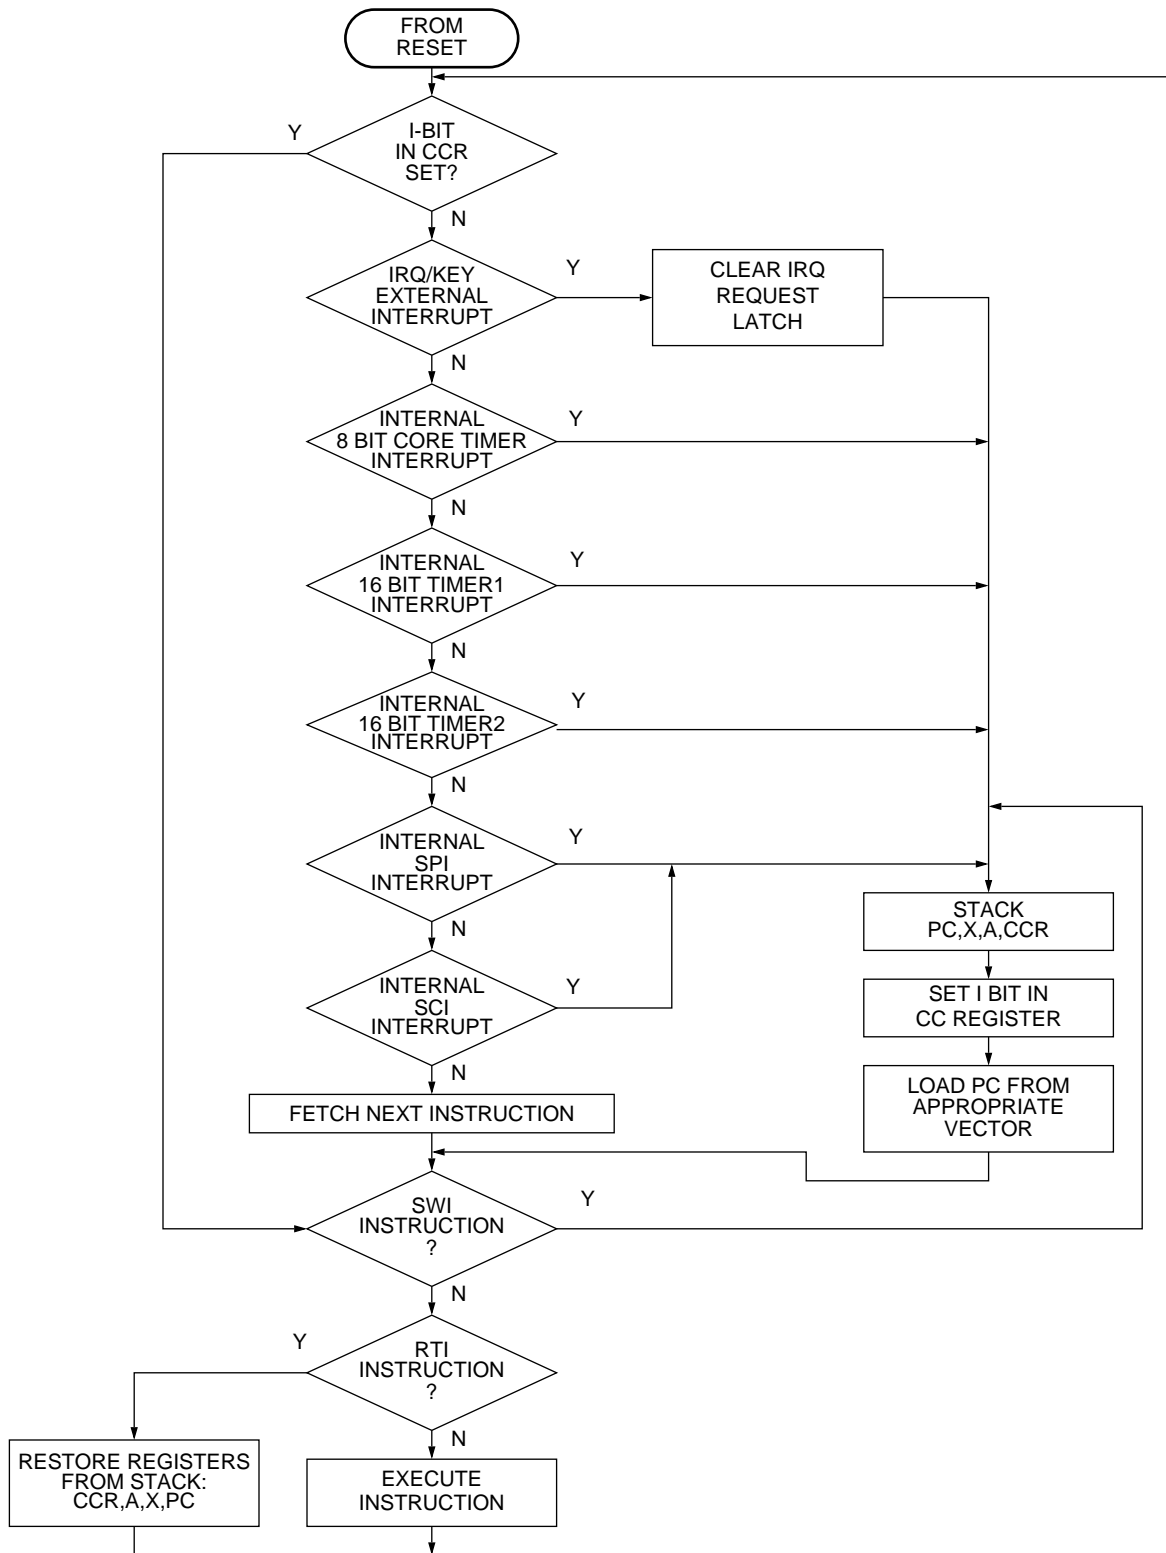 FROM
RESET
Y
I-BIT
IN CCR
SET?
N
IRQ/KEY
EXTERNAL
INTERRUPT
Y
CLEAR IRQ
REQUEST
LATCH
N
INTERNAL
8 BIT CORE TIMER
INTERRUPT
Y
N
INTERNAL
16 BIT TIMER1
INTERRUPT
Y
N
INTERNAL
16 BIT TIMER2
INTERRUPT
Y
N
INTERNAL
SPI
INTERRUPT
Y
STACK
PC,X,A,CCR
N
INTERNAL
SCI
INTERRUPT
Y
SET I BIT IN
CC REGISTER
N
FETCH NEXT INSTRUCTION
LOAD PC FROM
APPROPRIATE
VECTOR
SWI
INSTRUCTION
?
Y
N
Y
RTI
INSTRUCTION
?
N
RESTORE REGISTERS
FROM STACK:
CCR,A,X,PC
EXECUTE
INSTRUCTION